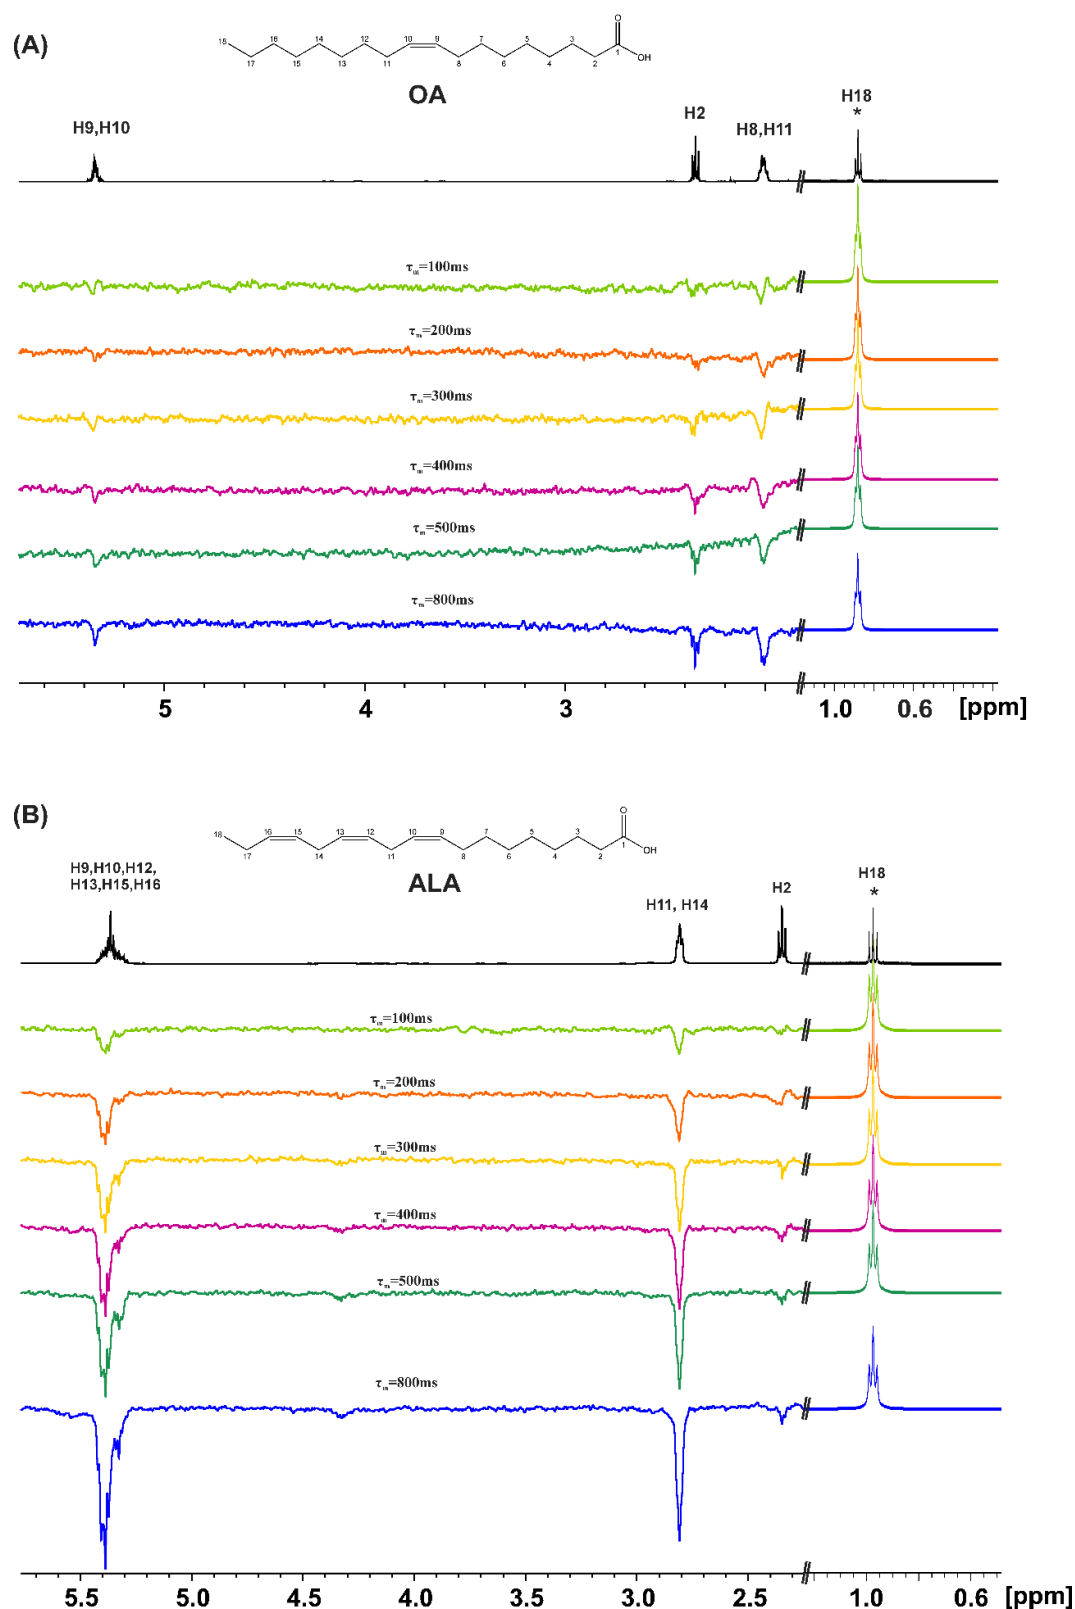 (A)
18 16 14 12 10 9 7 5 3 1 O
17 15 13 11 8 6 4 2 OH
OA
H9,H10 H2 H8,H11 H18
*
τm=100ms
τm=200ms
τm=300ms
τm=400ms
τm=500ms
τm=800ms
5 4 3 1.0 0.6 [ppm]
(B)
18 16 15 13 12 10 9 7 5 3 1 O
17 14 11 8 6 4 2 OH
ALA
H9,H10,H12,
H13,H15,H16
H11, H14 H2 H18
*
τm=100ms
τm=200ms
τm=300ms
τm=400ms
τm=500ms
τm=800ms
5.5 5.0 4.5 4.0 3.5 3.0 2.5 1.0 0.6 [ppm]